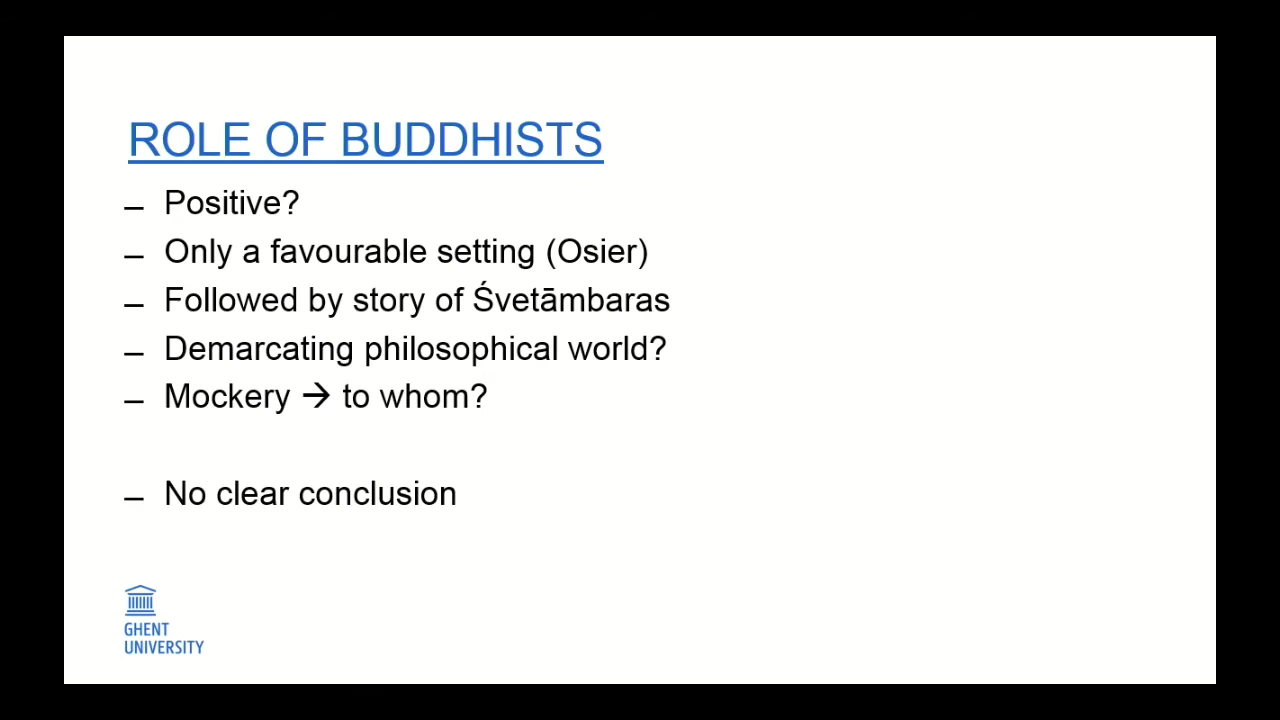 ROLE OF BUDDHISTS
– Positive?
– Only a favourable setting (Osier)
– Followed by story of Śvetāmbaras
– Demarcating philosophical world?
– Mockery → to whom?
– No clear conclusion
GHENT
UNIVERSITY